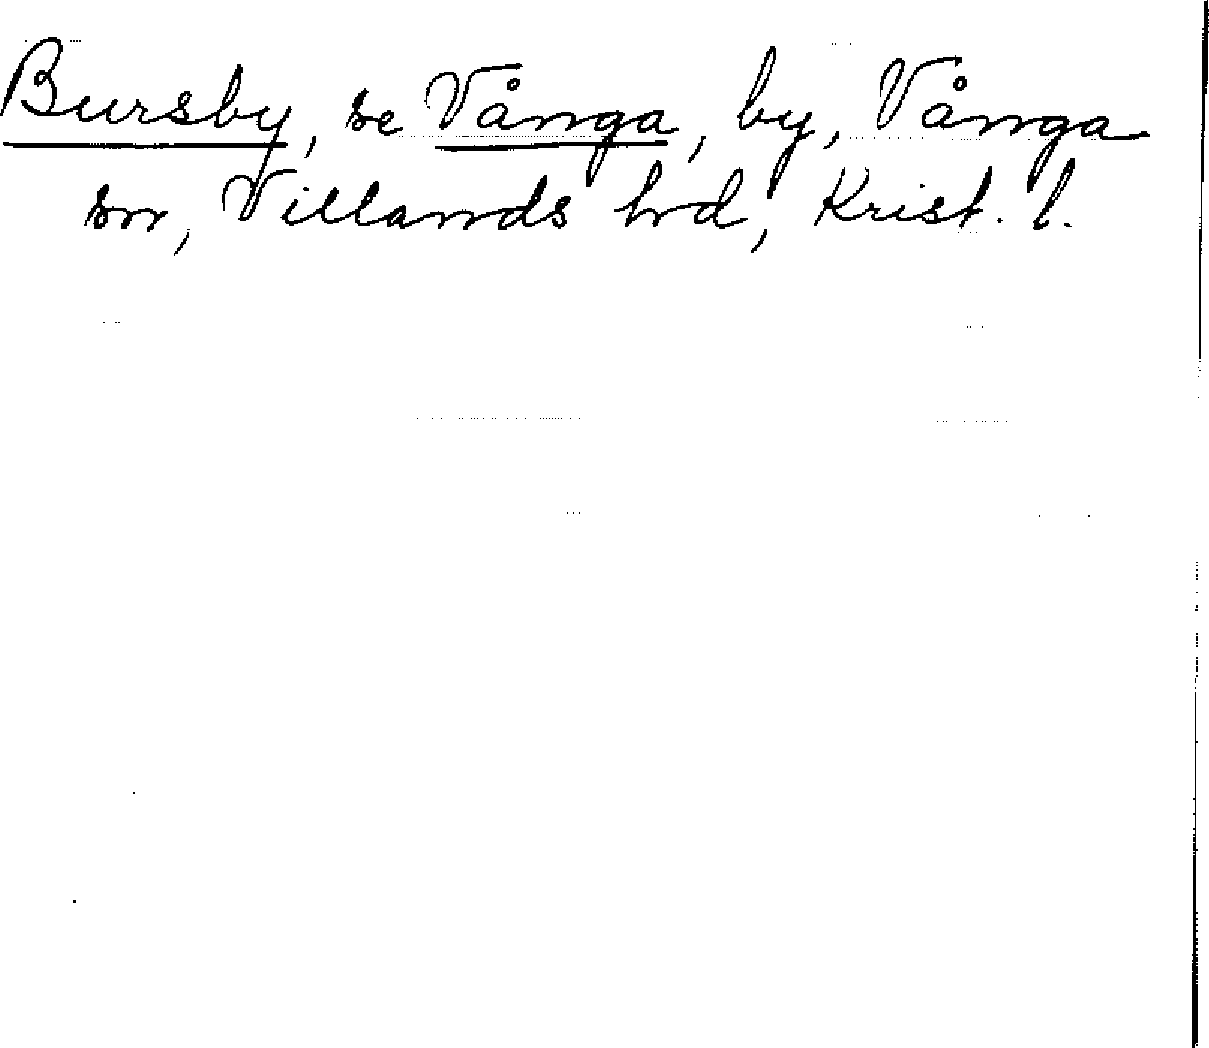 Bursby, se Vånga, by, Vånga
sn, Villands hd, Krist. l.